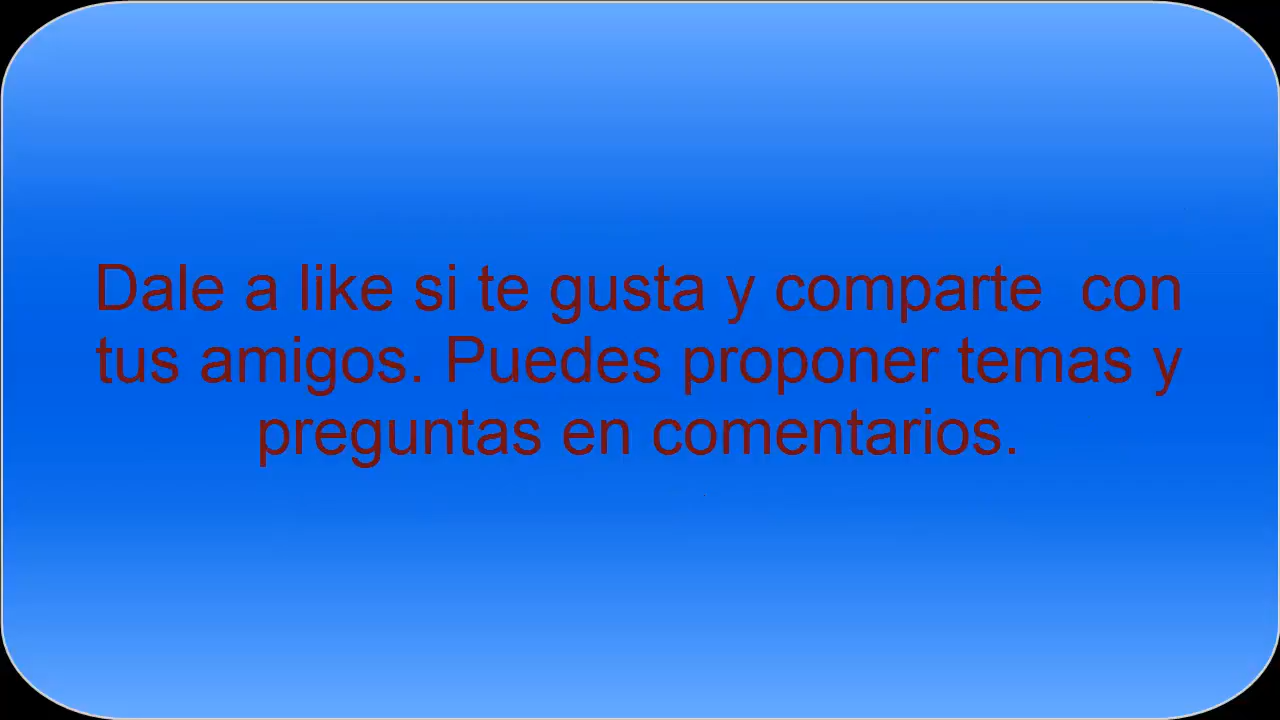 Dale a like si te gusta y comparte  con
tus amigos. Puedes proponer temas y
preguntas en comentarios.